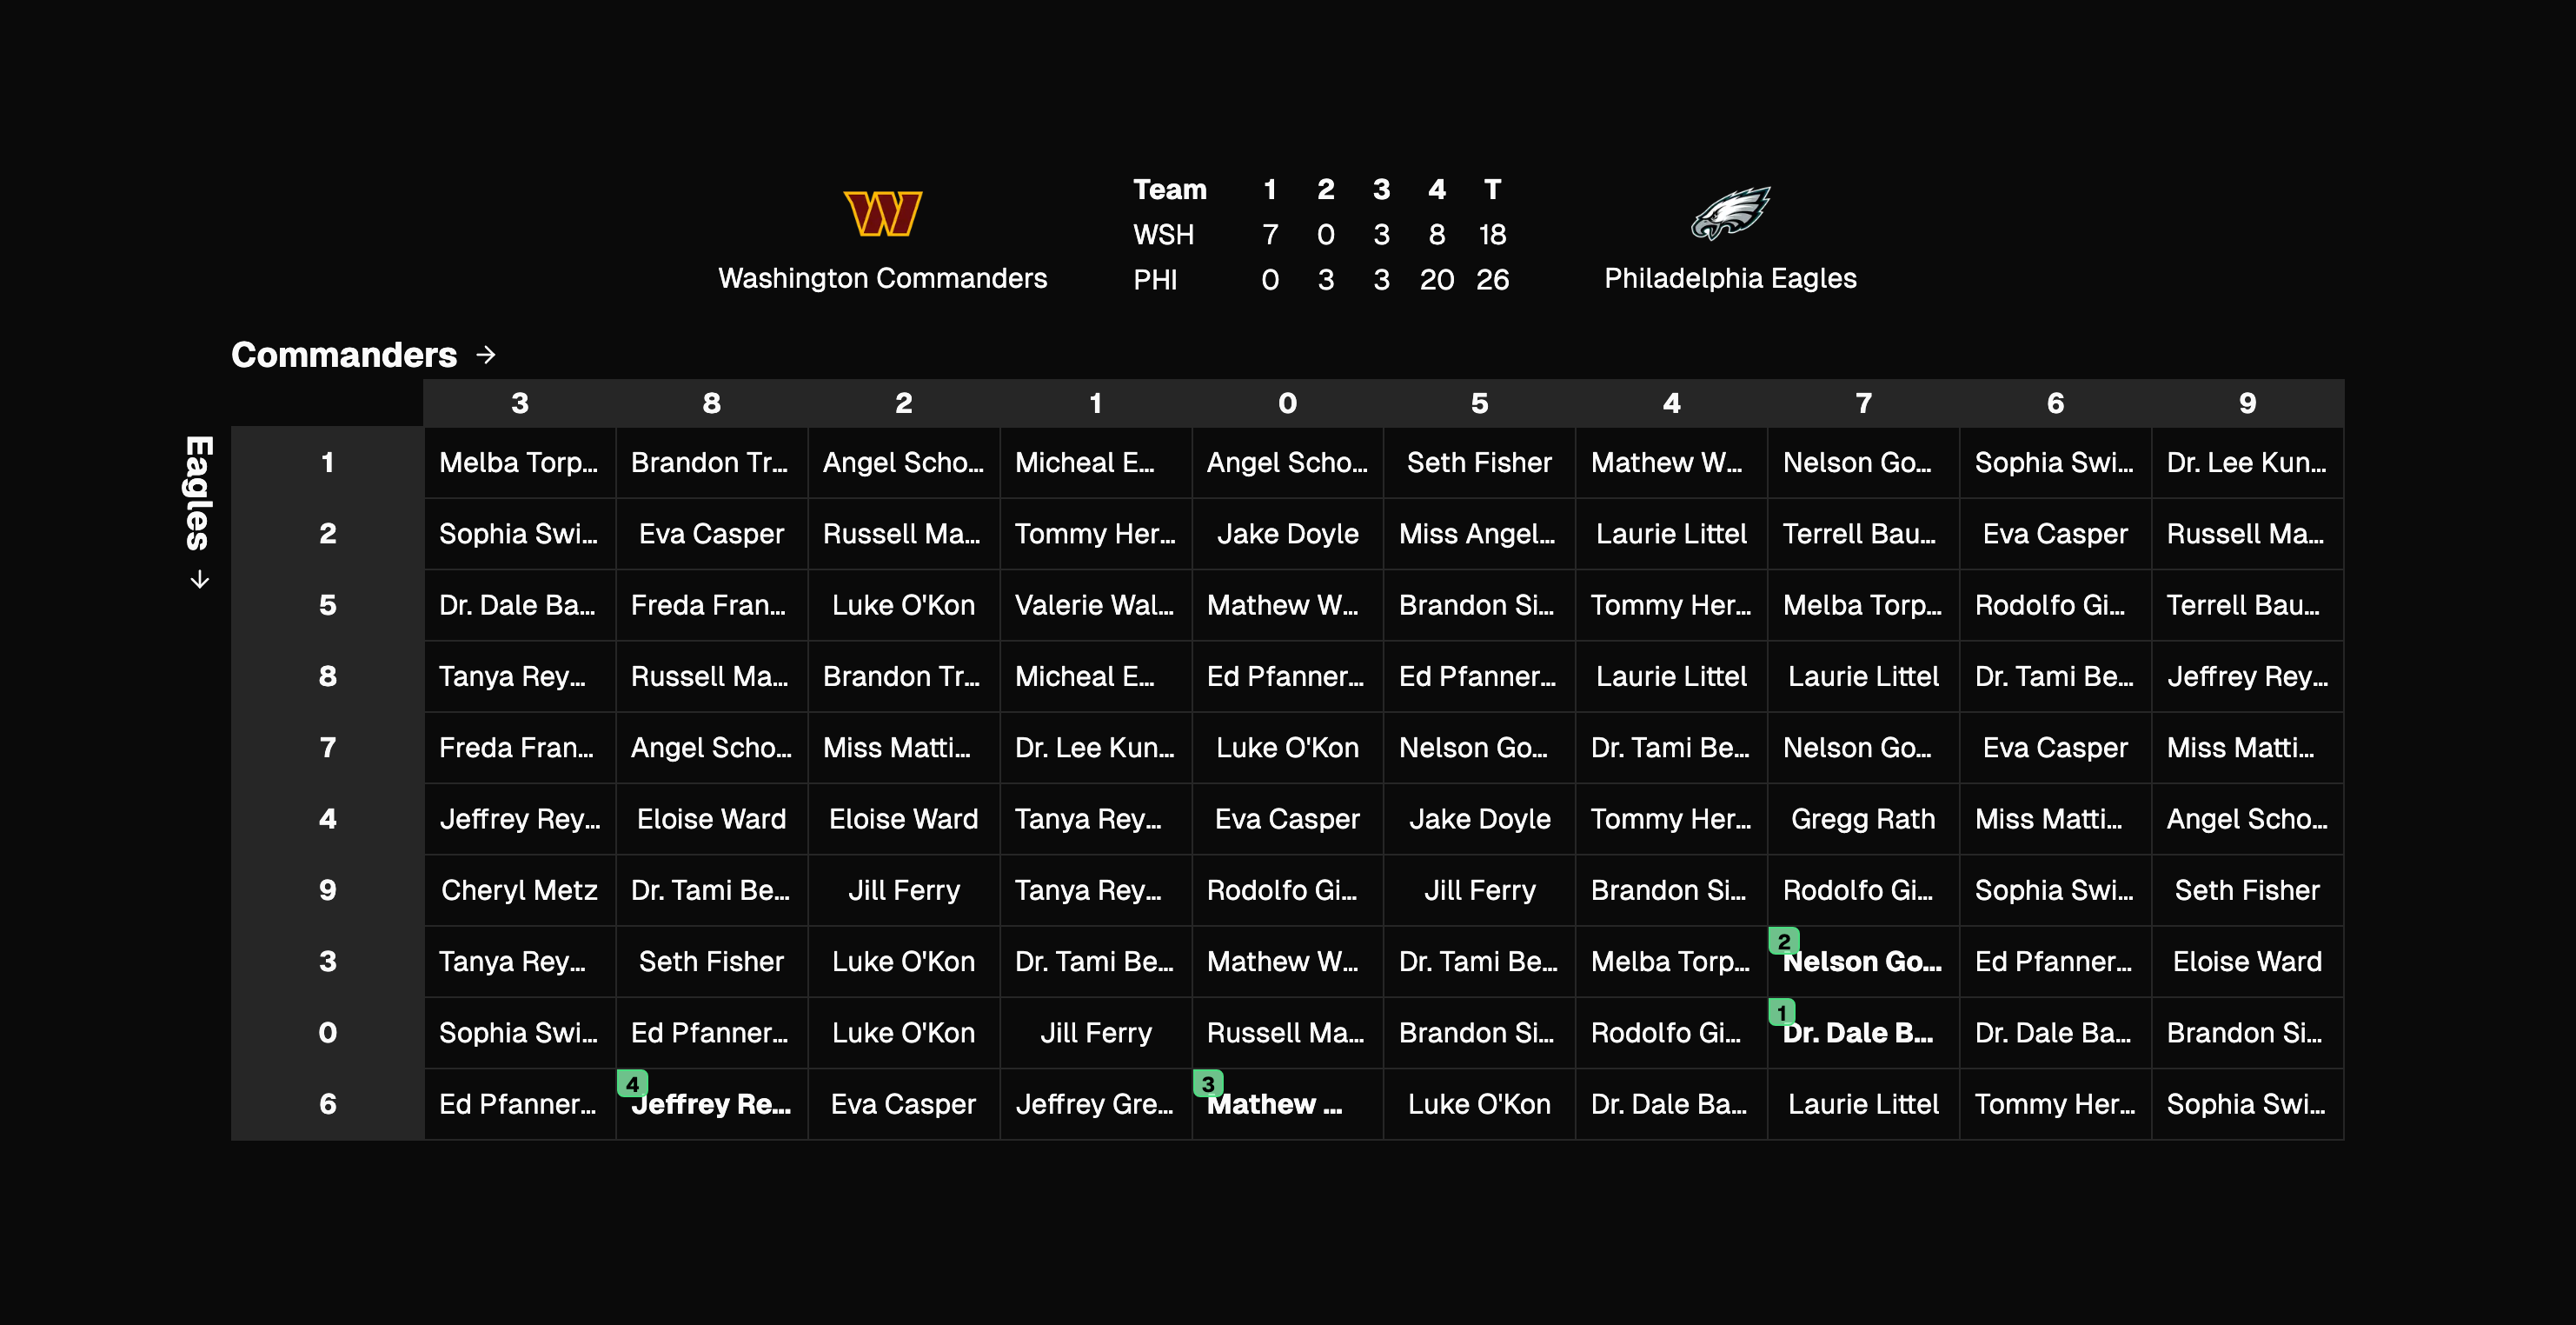 Team 1 2 3 4 T
WSH 7 0 3 8 18
PHI 0 3 3 20 26
Washington Commanders
Philadelphia Eagles
Commanders →
Eagles →
3 8 2 1 0 5 4 7 6 9
1 Melba Torp... Brandon Tr... Angel Scho... Micheal E... Angel Scho... Seth Fisher Mathew W... Nelson Go... Sophia Swi... Dr. Lee Kun...
2 Sophia Swi... Eva Casper Russell Ma... Tommy Her... Jake Doyle Miss Angel... Laurie Littel Terrell Bau... Eva Casper Russell Ma...
5 Dr. Dale Ba... Freda Fran... Luke O'Kon Valerie Wal... Mathew W... Brandon Si... Tommy Her... Melba Torp... Rodolfo Gi... Terrell Bau...
8 Tanya Rey... Russell Ma... Brandon Tr... Micheal E... Ed Pfanner... Ed Pfanner... Laurie Littel Laurie Littel Dr. Tami Be... Jeffrey Rey...
7 Freda Fran... Angel Scho... Miss Matti... Dr. Lee Kun... Luke O'Kon Nelson Go... Dr. Tami Be... Nelson Go... Eva Casper Miss Matti...
4 Jeffrey Rey... Eloise Ward Eloise Ward Tanya Rey... Eva Casper Jake Doyle Tommy Her... Gregg Rath Miss Matti... Angel Scho...
9 Cheryl Metz Dr. Tami Be... Jill Ferry Tanya Rey... Rodolfo Gi... Jill Ferry Brandon Si... Rodolfo Gi... Sophia Swi... Seth Fisher
3 Tanya Rey... Seth Fisher Luke O'Kon Dr. Tami Be... Mathew W... Dr. Tami Be... Melba Torp... 2 Nelson Go... Ed Pfanner... Eloise Ward
0 Sophia Swi... Ed Pfanner... Luke O'Kon Jill Ferry Russell Ma... Brandon Si... Rodolfo Gi... 1 Dr. Dale B... Dr. Dale Ba... Brandon Si...
6 Ed Pfanner... 4 Jeffrey Re... Eva Casper Jeffrey Gre... 3 Mathew ... Luke O'Kon Dr. Dale Ba... Laurie Littel Tommy Her... Sophia Swi...